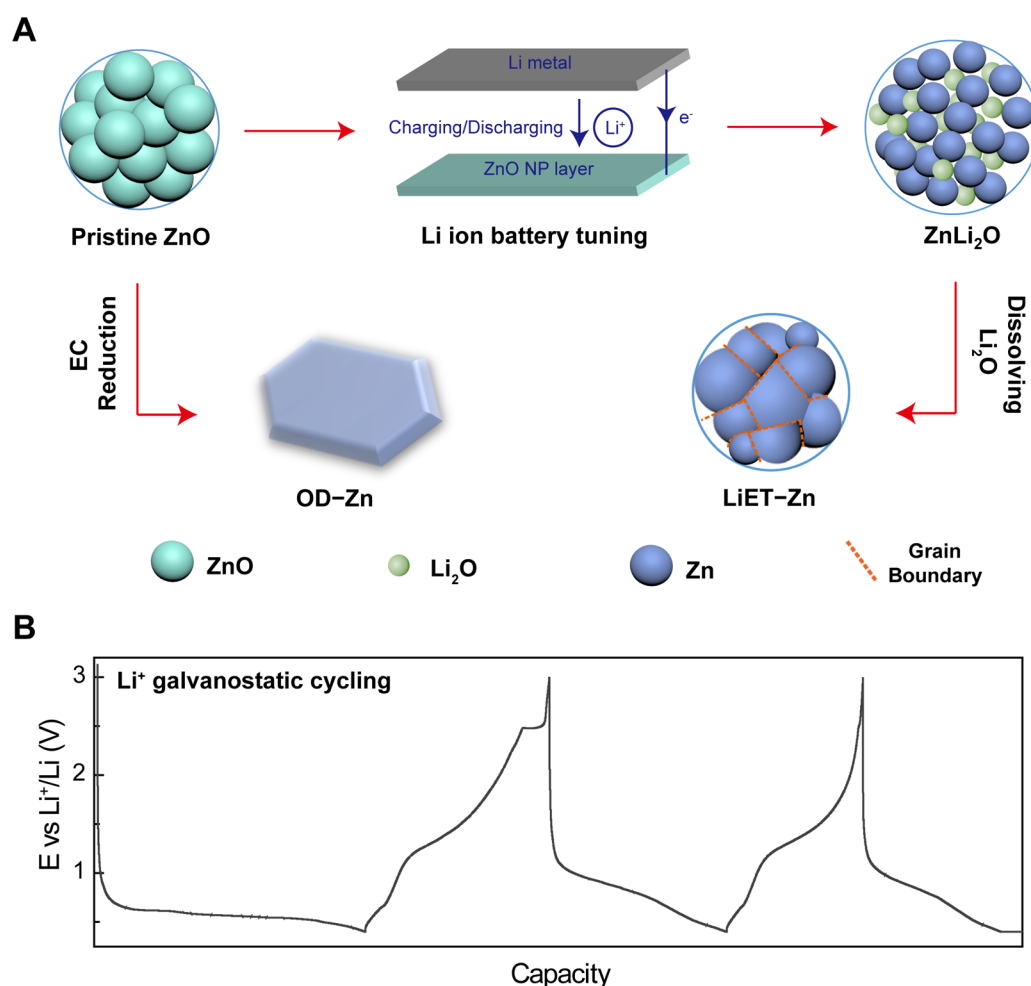 A
Li metal
Charging/Discharging
Li⁺
e⁻
ZnO NP layer
Pristine ZnO
Li ion battery tuning
ZnLi₂O
EC
Reduction
Dissolving
Li₂O
OD−Zn
LiET−Zn
ZnO
Li₂O
Zn
Grain
Boundary
B
Li⁺ galvanostatic cycling
3
2
1
E vs Li⁺/Li (V)
Capacity